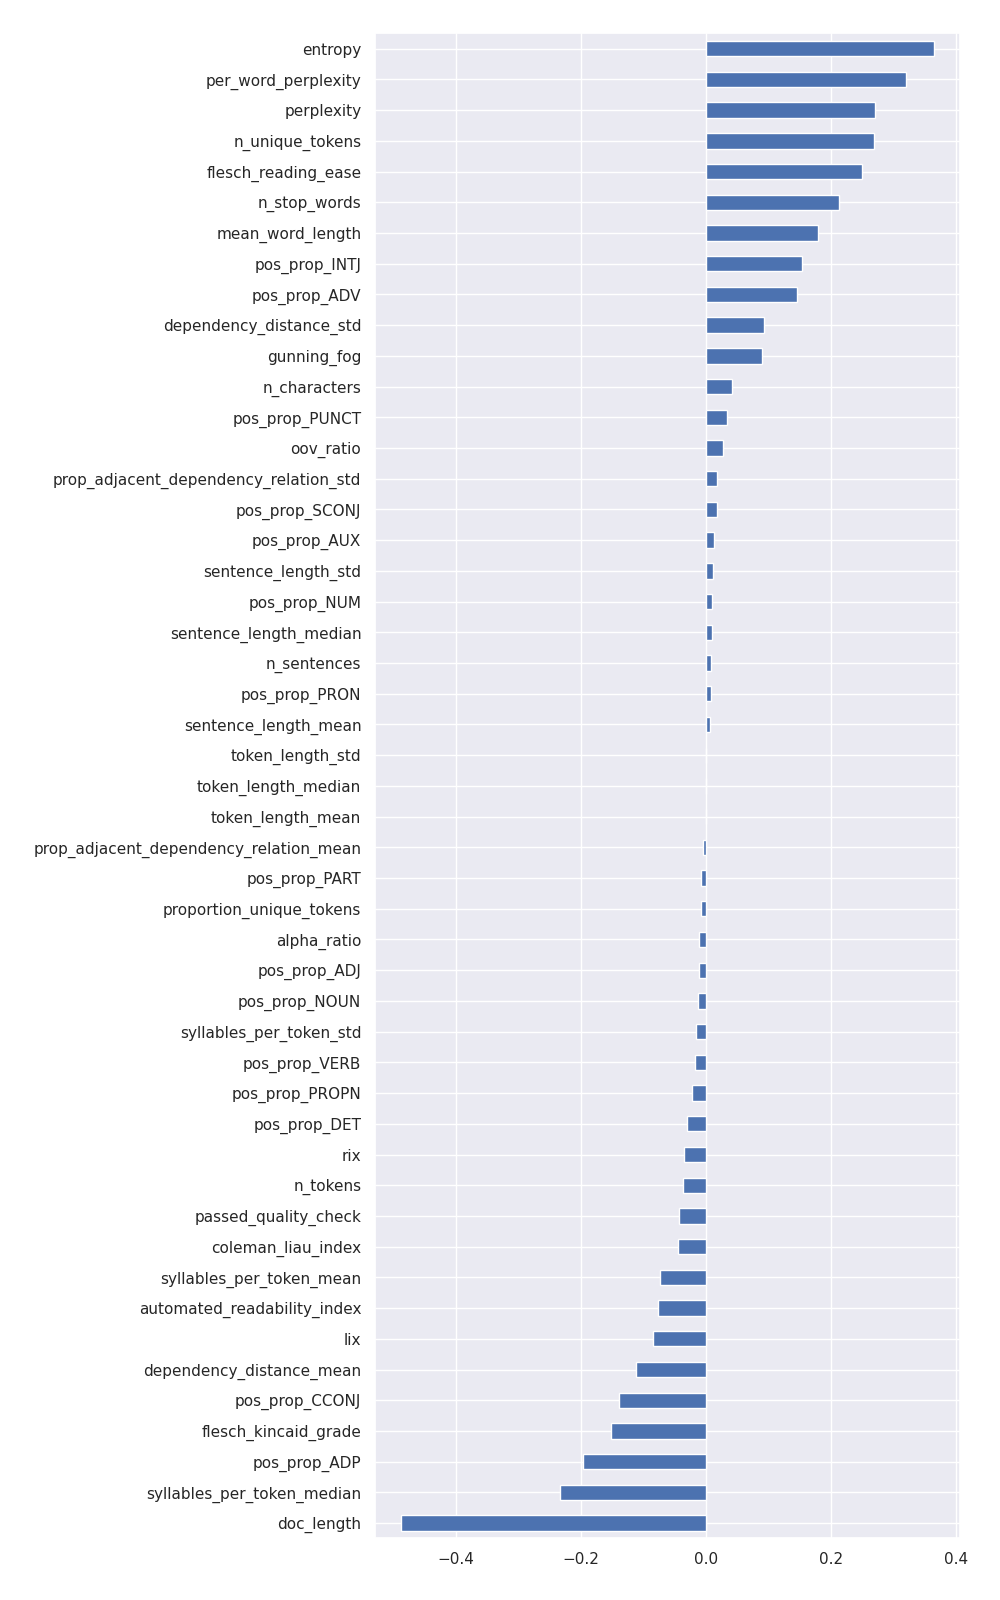 entropy
per_word_perplexity
perplexity
n_unique_tokens
flesch_reading_ease
n_stop_words
mean_word_length
pos_prop_INTJ
pos_prop_ADV
dependency_distance_std
gunning_fog
n_characters
pos_prop_PUNCT
oov_ratio
prop_adjacent_dependency_relation_std
pos_prop_SCONJ
pos_prop_AUX
sentence_length_std
pos_prop_NUM
sentence_length_median
n_sentences
pos_prop_PRON
sentence_length_mean
token_length_std
token_length_median
token_length_mean
prop_adjacent_dependency_relation_mean
pos_prop_PART
proportion_unique_tokens
alpha_ratio
pos_prop_ADJ
pos_prop_NOUN
syllables_per_token_std
pos_prop_VERB
pos_prop_PROPN
pos_prop_DET
rix
n_tokens
passed_quality_check
coleman_liau_index
syllables_per_token_mean
automated_readability_index
lix
dependency_distance_mean
pos_prop_CCONJ
flesch_kincaid_grade
pos_prop_ADP
syllables_per_token_median
doc_length
−0.4 −0.2 0.0 0.2 0.4